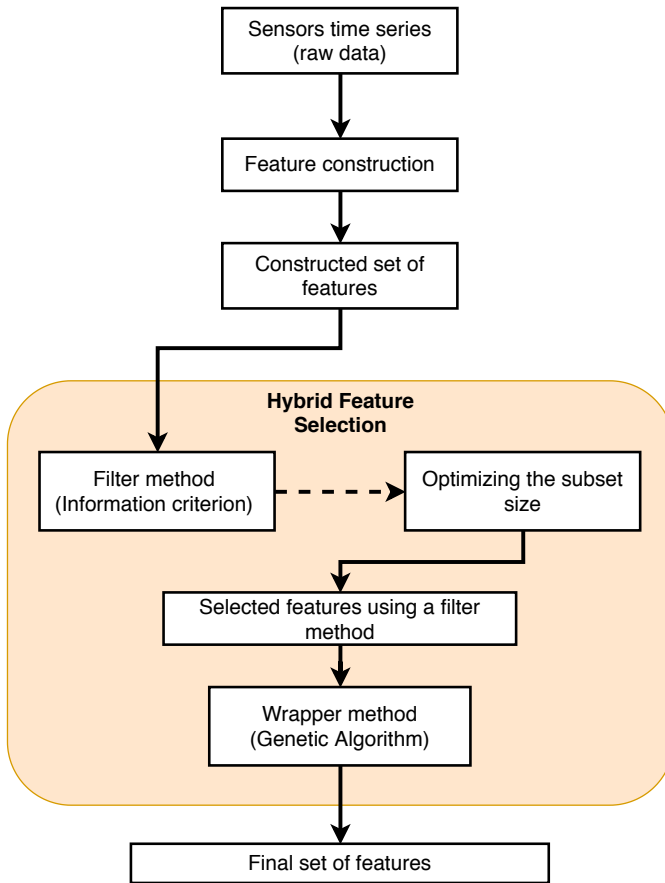 Sensors time series
(raw data)
Feature construction
Constructed set of
features
Hybrid Feature
Selection
Filter method
(Information criterion)
Optimizing the subset
size
Selected features using a filter
method
Wrapper method
(Genetic Algorithm)
Final set of features